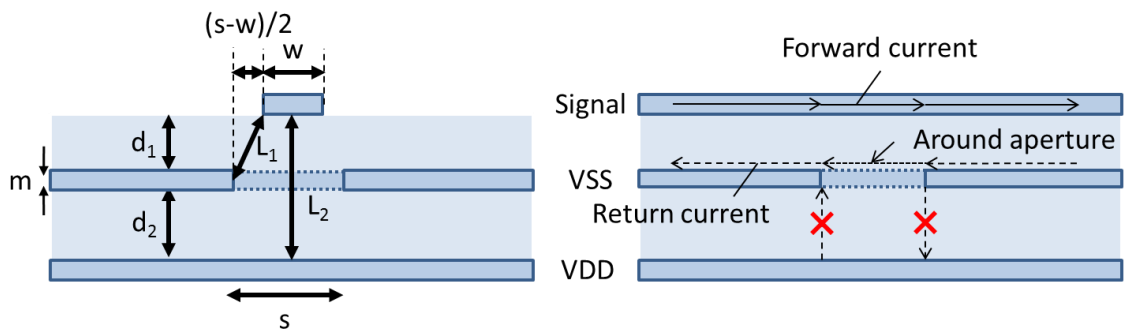 (s-w)/2
w
d1
L1
m
L2
d2
s
Forward current
Signal
Around aperture
VSS
Return current
VDD